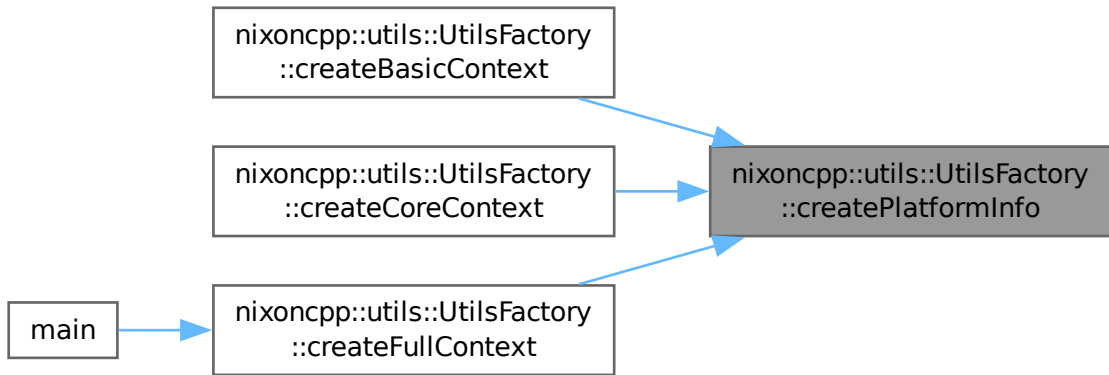 nixoncpp::utils::UtilsFactory
::createBasicContext
nixoncpp::utils::UtilsFactory
::createCoreContext
nixoncpp::utils::UtilsFactory
::createPlatformInfo
main
nixoncpp::utils::UtilsFactory
::createFullContext